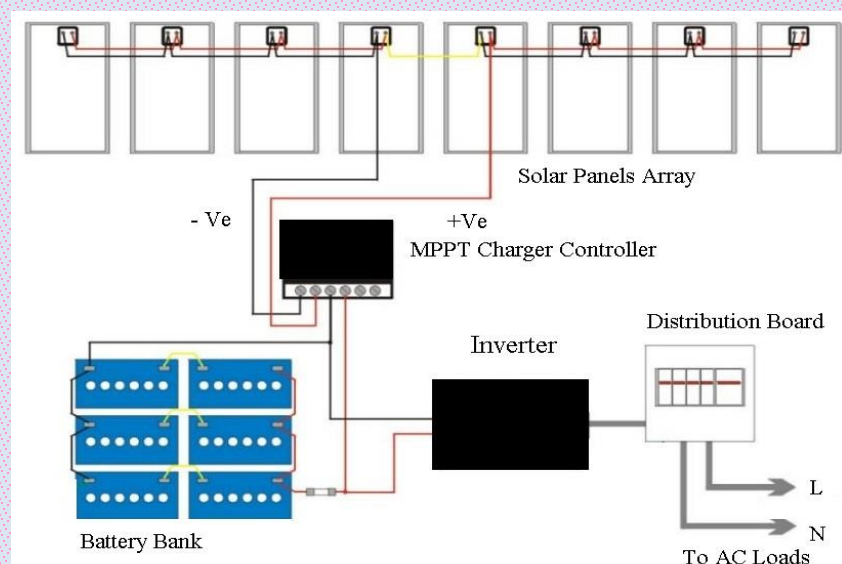 Solar Panels Array
- Ve
+Ve
MPPT Charger Controller
Distribution Board
Inverter
L
N
Battery Bank
To AC Loads